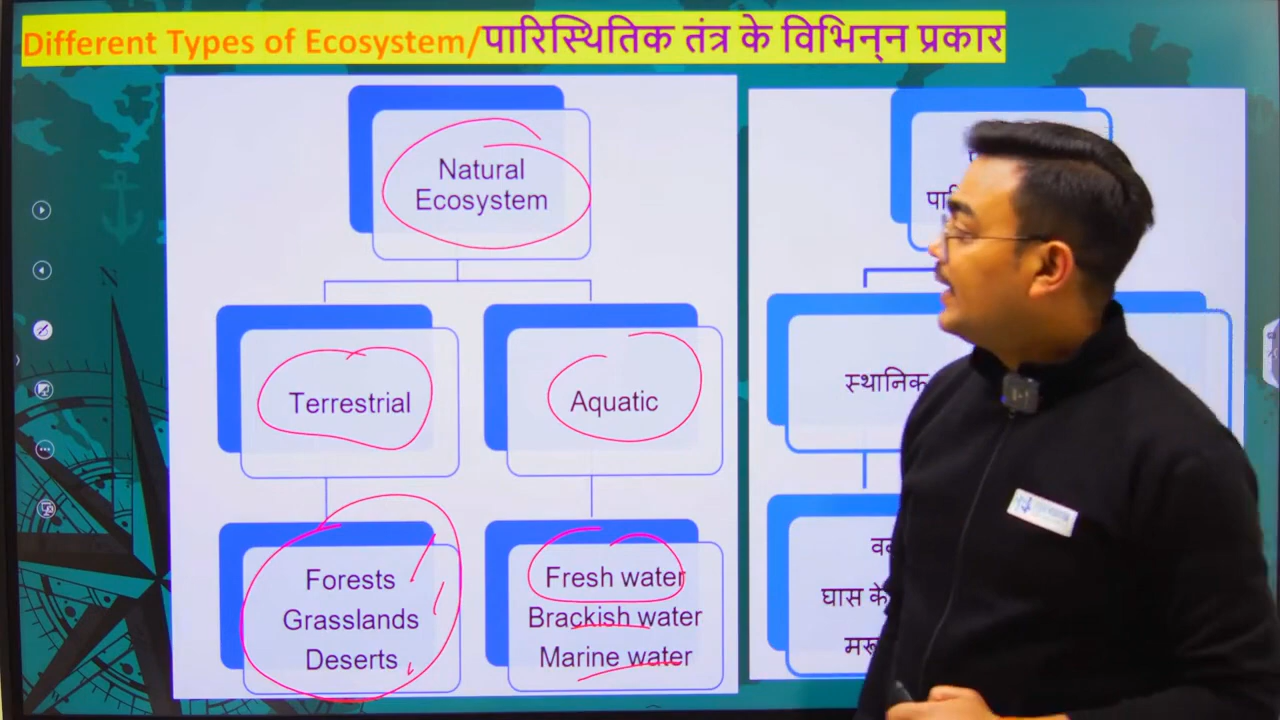 Different Types of Ecosystem/पारिस्थितिक तंत्र के विभिन्न प्रकार
Natural
Ecosystem
Terrestrial
Aquatic
Forests
Grasslands
Deserts
Fresh water
Brackish water
Marine water
स्थानिक
घास के
N